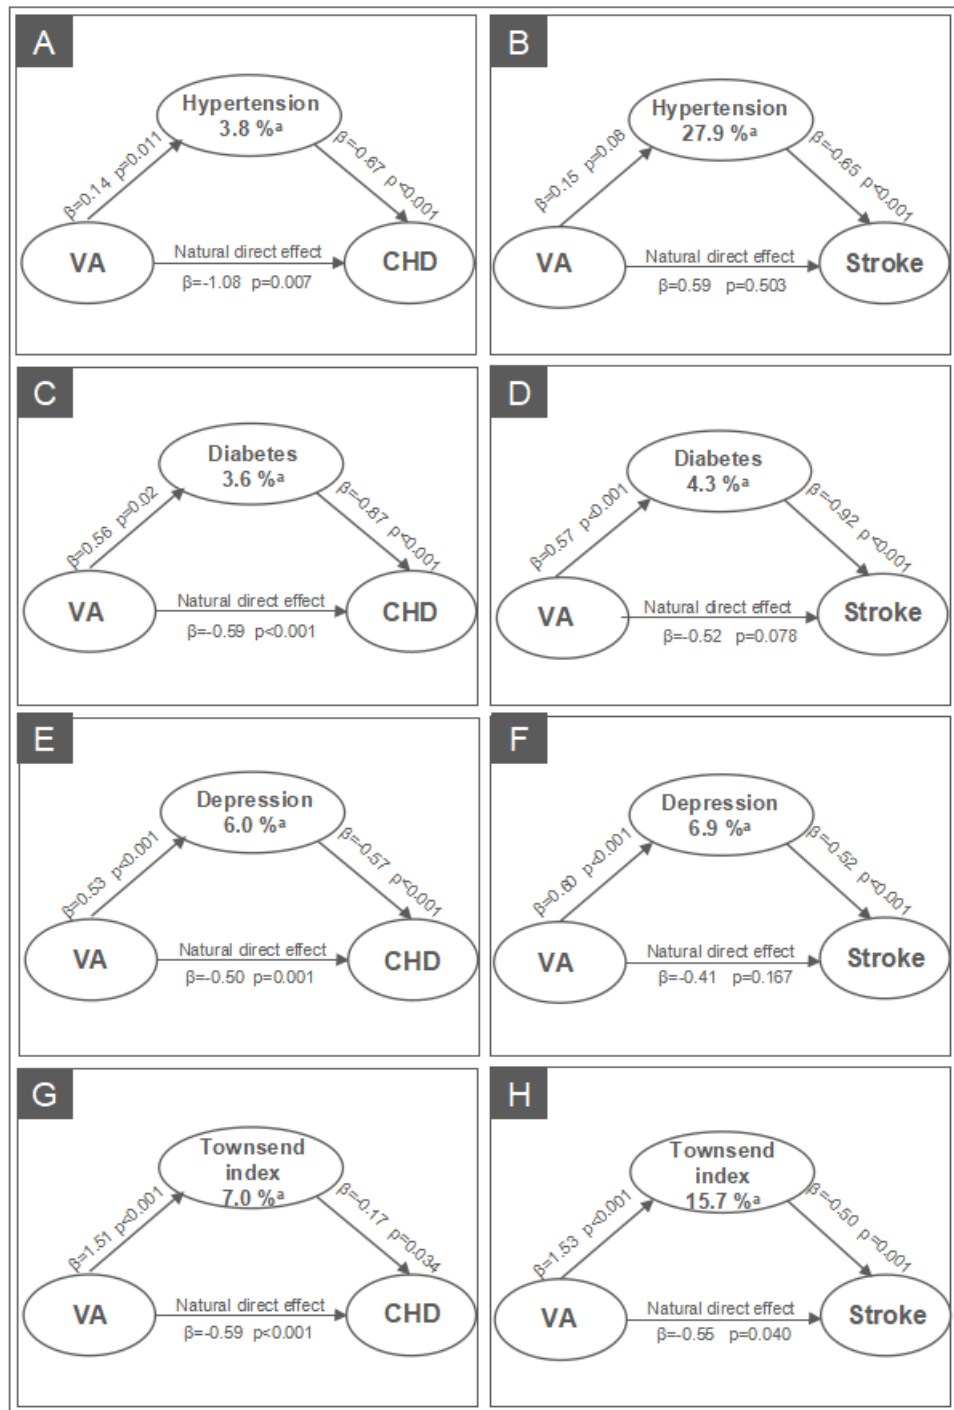 A
Hypertension
3.8 %ᵃ
β=0.14 p=0.011
β=-0.67 p<0.001
VA
Natural direct effect
β=-1.08 p=0.007
CHD
B
Hypertension
27.9 %ᵃ
β=0.15 p=0.08
β=-0.65 p<0.001
VA
Natural direct effect
β=0.59 p=0.503
Stroke
C
Diabetes
3.6 %ᵃ
β=0.56 p=0.02
β=-0.87 p<0.001
VA
Natural direct effect
β=-0.59 p<0.001
CHD
D
Diabetes
4.3 %ᵃ
β=0.57 p<0.001
β=-0.92 p<0.001
VA
Natural direct effect
β=-0.52 p=0.078
Stroke
E
Depression
6.0 %ᵃ
β=0.53 p<0.001
β=-0.57 p<0.001
VA
Natural direct effect
β=-0.50 p=0.001
CHD
F
Depression
6.9 %ᵃ
β=0.60 p<0.001
β=-0.52 p<0.001
VA
Natural direct effect
β=-0.41 p=0.167
Stroke
G
Townsend
index
7.0 %ᵃ
β=1.51 p<0.001
β=-0.17 p=0.034
VA
Natural direct effect
β=-0.59 p<0.001
CHD
H
Townsend
index
15.7 %ᵃ
β=1.53 p<0.001
β=-0.50 p=0.001
VA
Natural direct effect
β=-0.55 p=0.040
Stroke